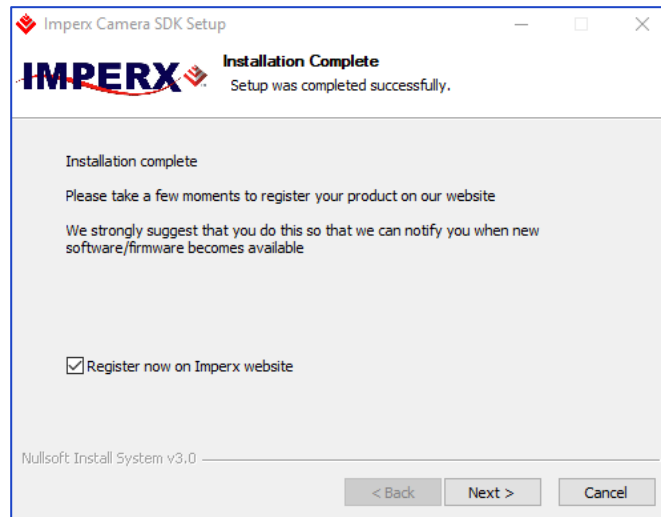 Imperx Camera SDK Setup
IMPERX
Installation Complete
Setup was completed successfully.
Installation complete
Please take a few moments to register your product on our website
We strongly suggest that you do this so that we can notify you when new
software/firmware becomes available
Register now on Imperx website
Nullsoft Install System v3.0
< Back
Next >
Cancel